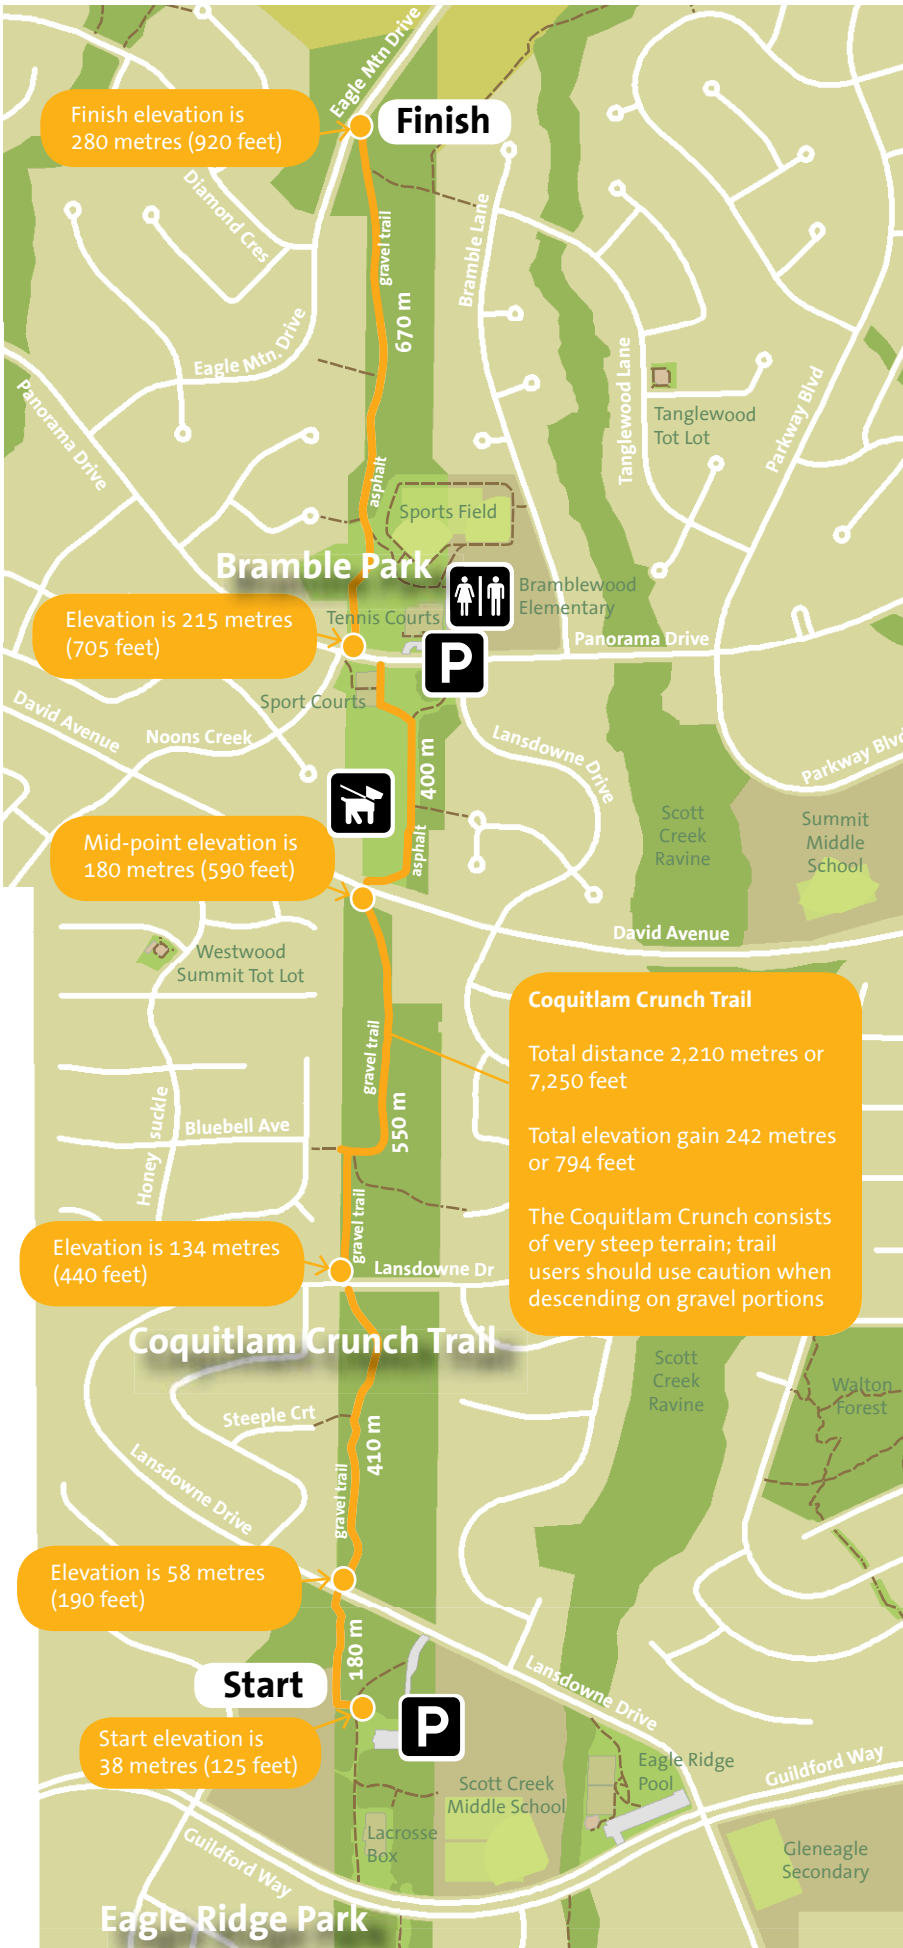 Eagle Mtn Drive
Finish elevation is
280 metres (920 feet)
Finish
Diamond Cres
gravel trail
Bramble Lane
670 m
Eagle Mtn. Drive
Panorama Drive
Tanglewood Lane
Tanglewood
Tot Lot
Parkway Blvd
asphalt
Sports Field
Bramble Park
Bramblewood
Elementary
Elevation is 215 metres
(705 feet)
Tennis Courts
Panorama Drive
P
Sport Courts
David Avenue
Noons Creek
Lansdowne Drive
Parkway Blvd
400 m
Scott
Creek
Ravine
Summit
Middle
School
Mid-point elevation is
180 metres (590 feet)
asphalt
David Avenue
Westwood
Summit Tot Lot
Coquitlam Crunch Trail
Total distance 2,210 metres or
7,250 feet
Total elevation gain 242 metres
or 794 feet
The Coquitlam Crunch consists
of very steep terrain; trail
users should use caution when
descending on gravel portions
gravel trail
550 m
Honey suckle
Bluebell Ave
gravel trail
Elevation is 134 metres
(440 feet)
Lansdowne Dr
Coquitlam Crunch Trail
Scott
Creek
Ravine
Walton
Forest
Steeple Crt
410 m
Lansdowne Drive
gravel trail
Elevation is 58 metres
(190 feet)
180 m
Start
Lansdowne Drive
P
Start elevation is
38 metres (125 feet)
Eagle Ridge
Pool
Guildford Way
Scott Creek
Middle School
Lacrosse
Box
Guildford Way
Gleneagle
Secondary
Eagle Ridge Park